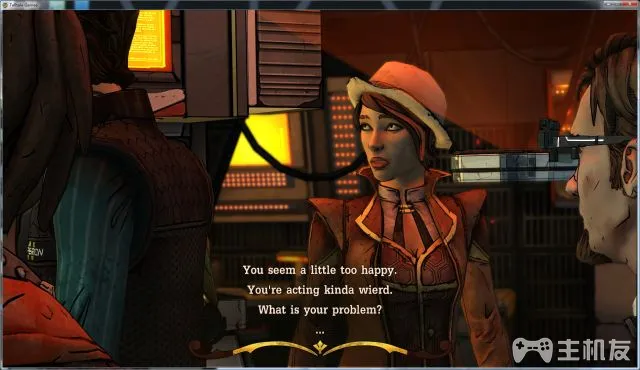 Telltale Games
You seem a little too happy.
You're acting kinda wierd.
What is your problem?
...
主机友